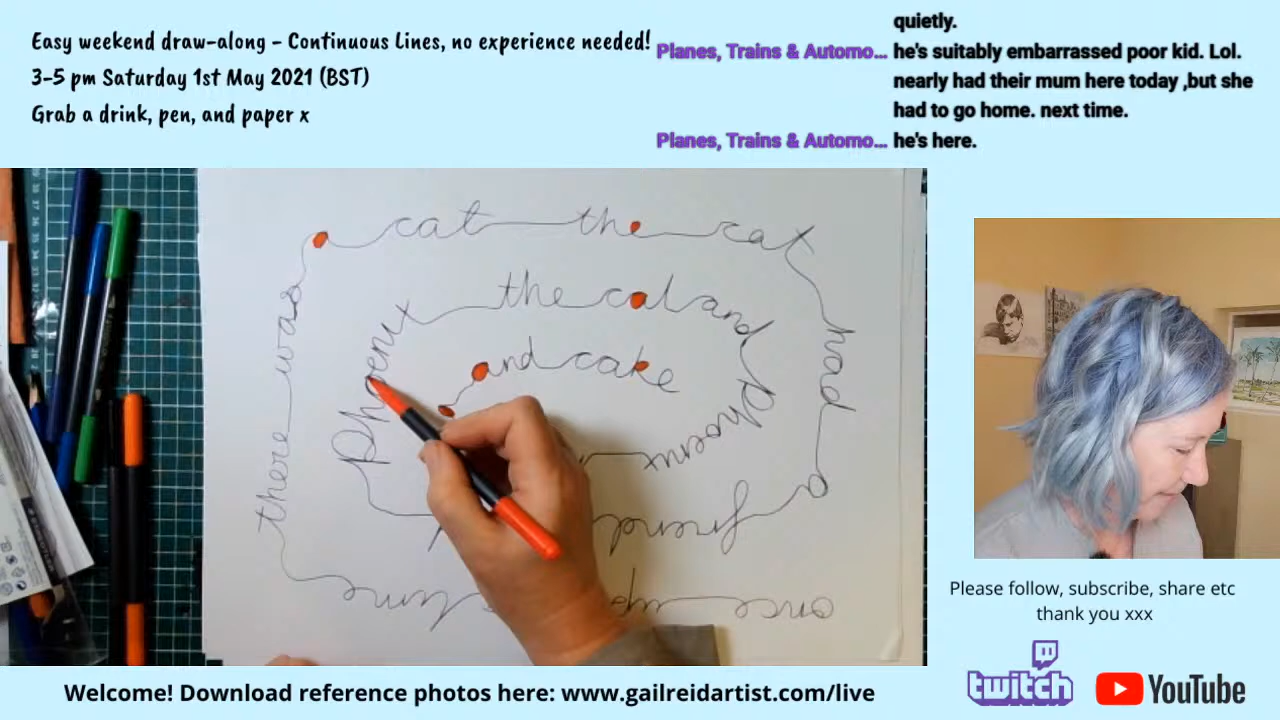 Easy weekend draw-along - Continuous Lines, no experience needed!
3-5 pm Saturday 1st May 2021 (BST)
Grab a drink, pen, and paper x
quietly.
Planes, Trains & Automo... he's suitably embarrassed poor kid. Lol.
nearly had their mum here today ,but she
had to go home. next time.
Planes, Trains & Automo... he's here.
once up time
there was
a cat the cat
had
a
friend
Phoenix
the cat and
Phoenix
and cake
Please follow, subscribe, share etc
thank you xxx
twitch
YouTube
Welcome! Download reference photos here: www.gailreidartist.com/live